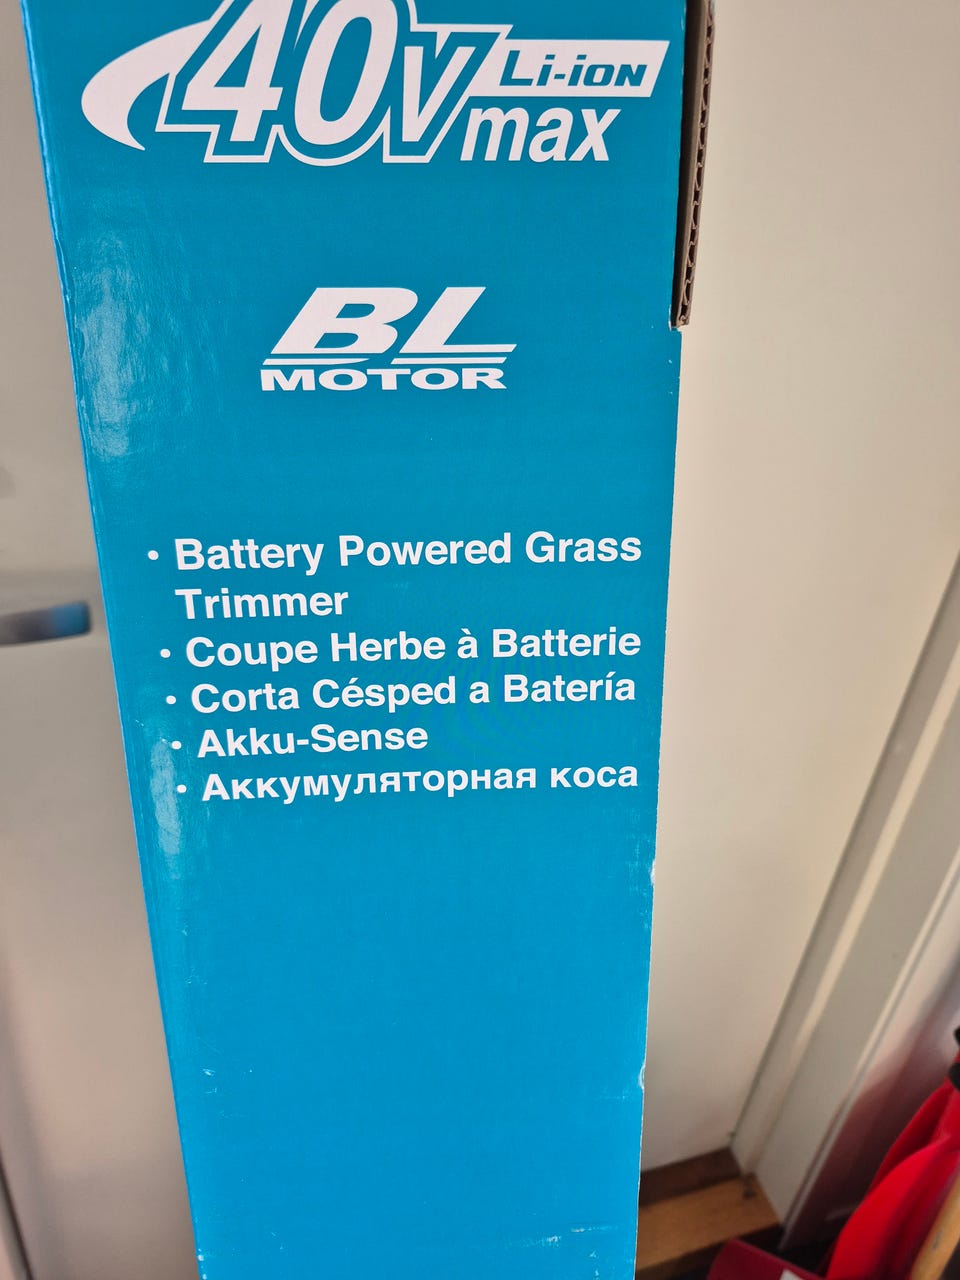 40v Li-ion
max
BL
MOTOR
• Battery Powered Grass
Trimmer
• Coupe Herbe à Batterie
• Corta Césped a Batería
• Akku-Sense
• Аккумуляторная коса